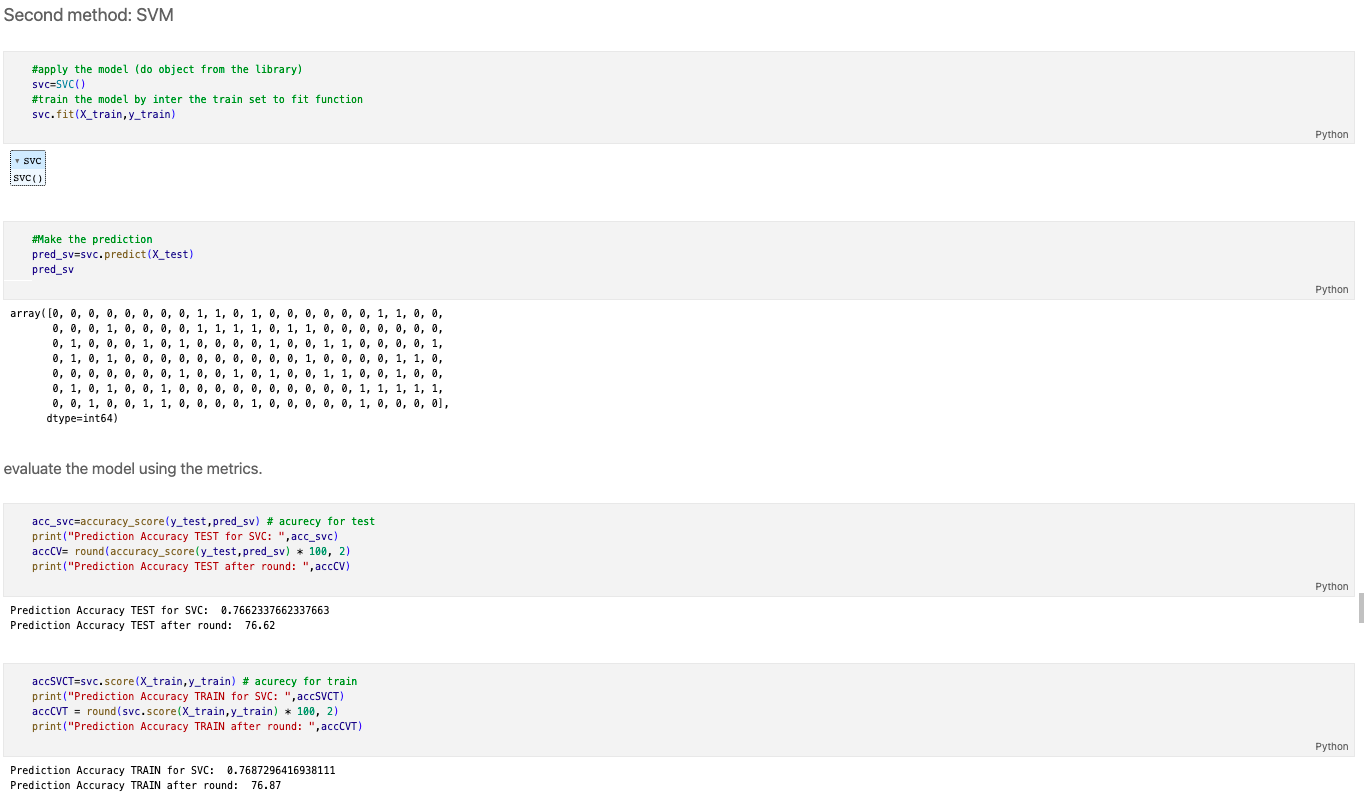 Second method: SVM
#apply the model (do object from the library)
svc=SVC()
#train the model by inter the train set to fit function
svc.fit(X_train,y_train)
Python
▾ SVC
SVC()
#Make the prediction
pred_sv=svc.predict(X_test)
pred_sv
Python
array([0, 0, 0, 0, 0, 0, 0, 0, 1, 1, 0, 1, 0, 0, 0, 0, 0, 0, 1, 1, 0, 0,
0, 0, 0, 1, 0, 0, 0, 0, 1, 1, 1, 1, 0, 1, 1, 0, 0, 0, 0, 0, 0, 0,
0, 1, 0, 0, 0, 1, 0, 1, 0, 0, 0, 0, 1, 0, 0, 1, 1, 0, 0, 0, 0, 1,
0, 1, 0, 1, 0, 0, 0, 0, 0, 0, 0, 0, 0, 0, 1, 0, 0, 0, 0, 1, 1, 0,
0, 0, 0, 0, 0, 0, 0, 1, 0, 0, 1, 0, 1, 0, 0, 1, 1, 0, 0, 1, 0, 0,
0, 1, 0, 1, 0, 0, 1, 0, 0, 0, 0, 0, 0, 0, 0, 0, 0, 1, 1, 1, 1, 1,
0, 0, 1, 0, 0, 1, 1, 0, 0, 0, 0, 1, 0, 0, 0, 0, 0, 1, 0, 0, 0, 0],
dtype=int64)
evaluate the model using the metrics.
acc_svc=accuracy_score(y_test,pred_sv) # acurecy for test
print("Prediction Accuracy TEST for SVC: ",acc_svc)
accCV= round(accuracy_score(y_test,pred_sv) * 100, 2)
print("Prediction Accuracy TEST after round: ",accCV)
Python
Prediction Accuracy TEST for SVC:  0.7662337662337663
Prediction Accuracy TEST after round:  76.62
accSVCT=svc.score(X_train,y_train) # acurecy for train
print("Prediction Accuracy TRAIN for SVC: ",accSVCT)
accCVT = round(svc.score(X_train,y_train) * 100, 2)
print("Prediction Accuracy TRAIN after round: ",accCVT)
Python
Prediction Accuracy TRAIN for SVC:  0.7687296416938111
Prediction Accuracy TRAIN after round:  76.87